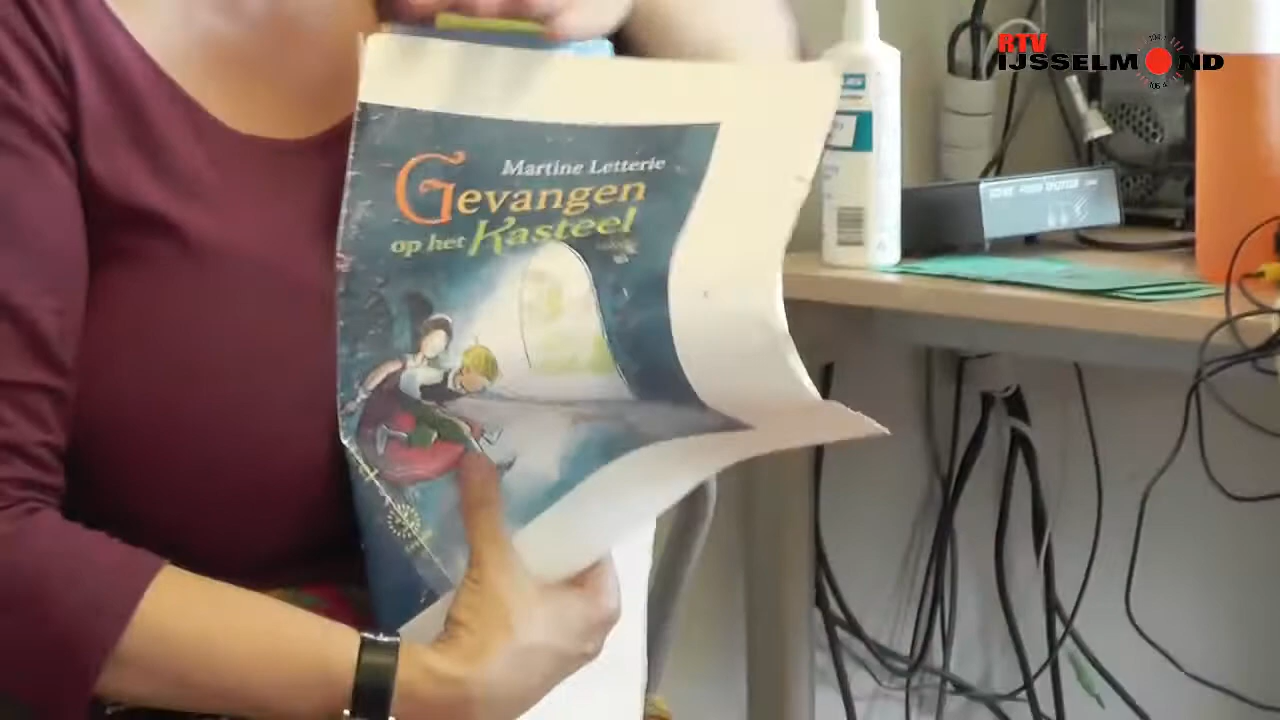 RTV
IJSSELMOND
Martine Letterie
Gevangen
op het Kasteel